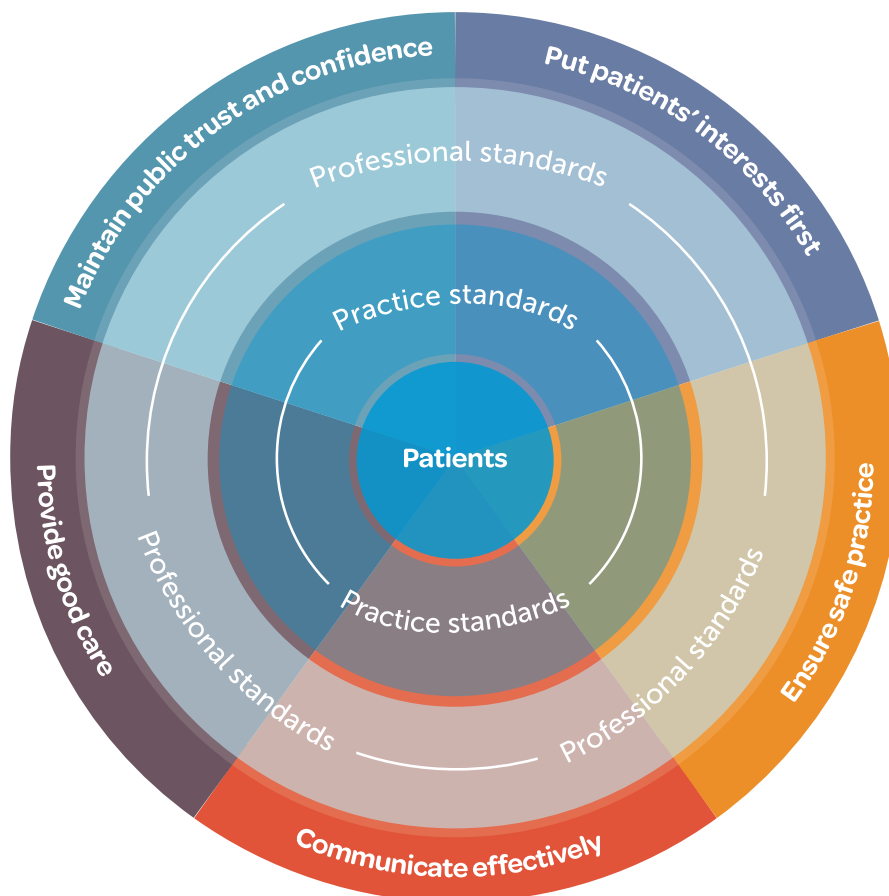 Maintain public trust and confidence
Put patients’ interests first
Professional standards
Practice standards
Patients
Provide good care
Ensure safe practice
Practice standards
Professional standards
Professional standards
Communicate effectively